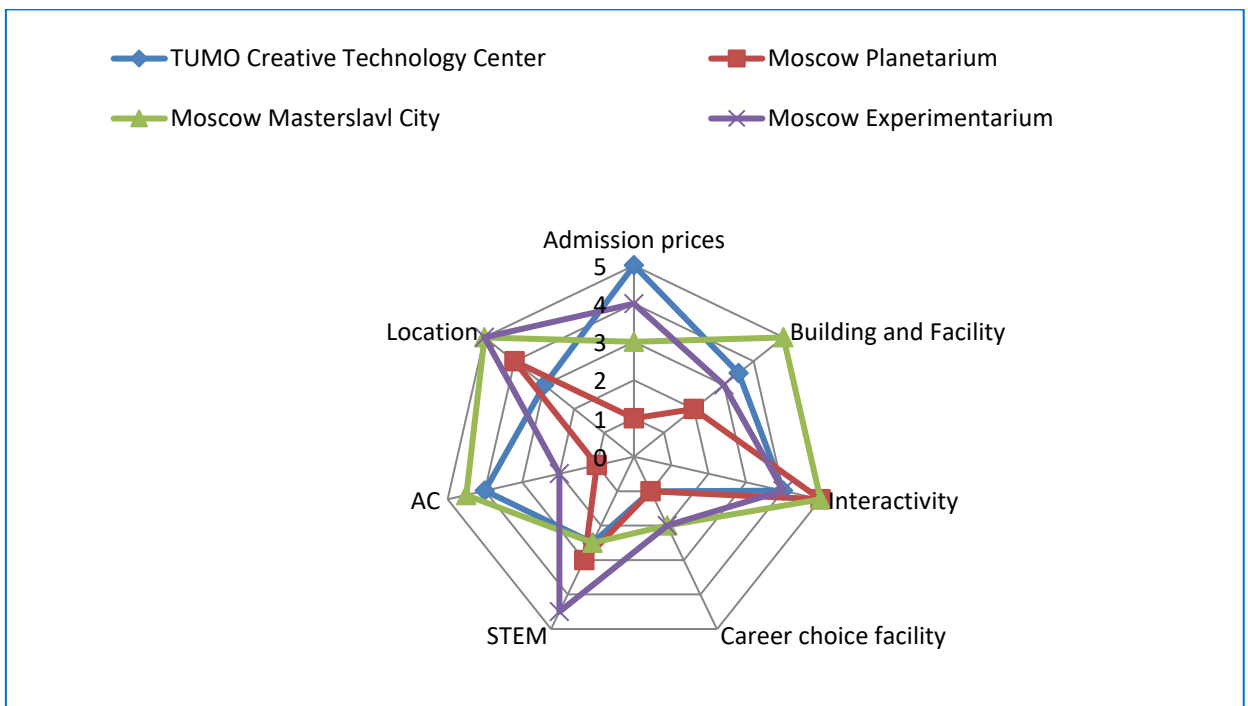 TUMO Creative Technology Center
Moscow Planetarium
Moscow Masterslavl City
Moscow Experimentarium
Admission prices
5
4
3
2
1
0
Building and Facility
Interactivity
Career choice facility
STEM
AC
Location